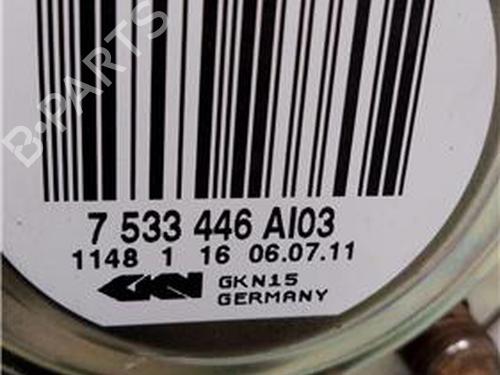 B-PARTS
7 533 446 AI03
1148 1 16 06.07.11
GKN GKN15
GERMANY